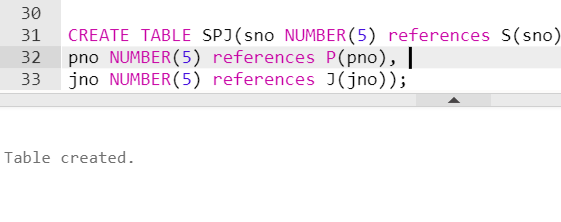 30
31 CREATE TABLE SPJ(sno NUMBER(5) references S(sno)
32 pno NUMBER(5) references P(pno),
33 jno NUMBER(5) references J(jno));
Table created.